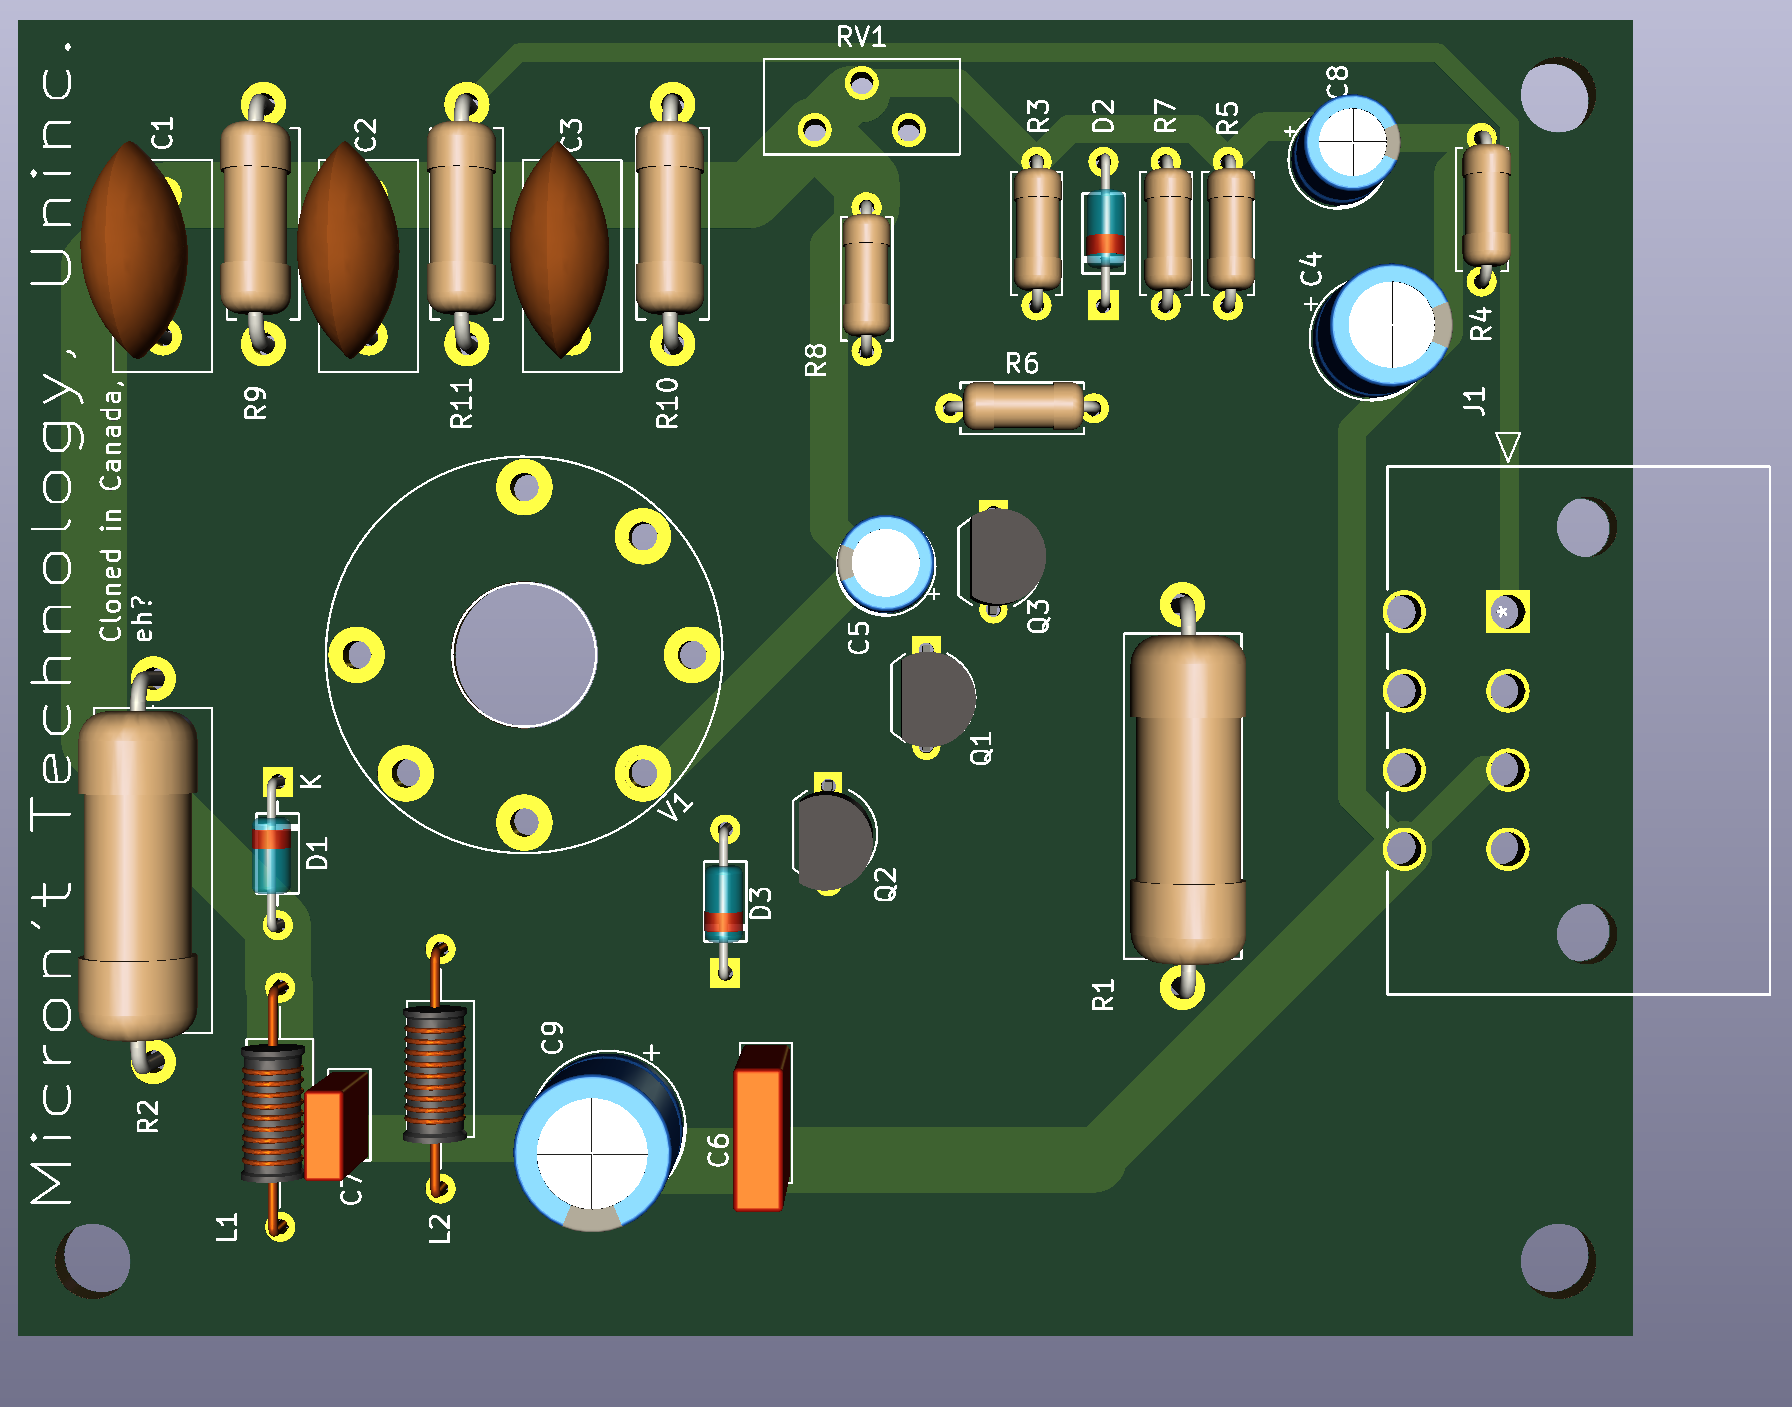 Micron't Technology, Uninc.
Cloned in Canada,
eh?
C1
R9
C2
R11
C3
R10
RV1
R8
R3
D2
R7
R5
C8
+
C4
+
R4
R6
J1
C5
+
Q3
Q1
Q2
V1
K
D1
D3
R2
R1
L1
C7
L2
C9
+
C6
*